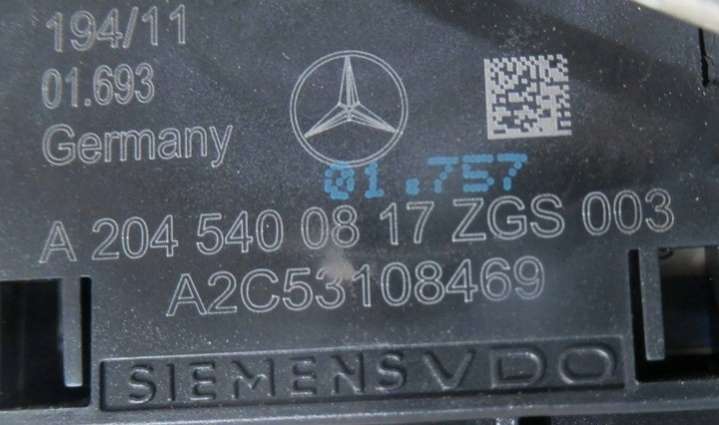 194/11
01.693
Germany
01.757
A 204 540 08 17 ZGS 003
A2C53108469
SIEMENS VDO